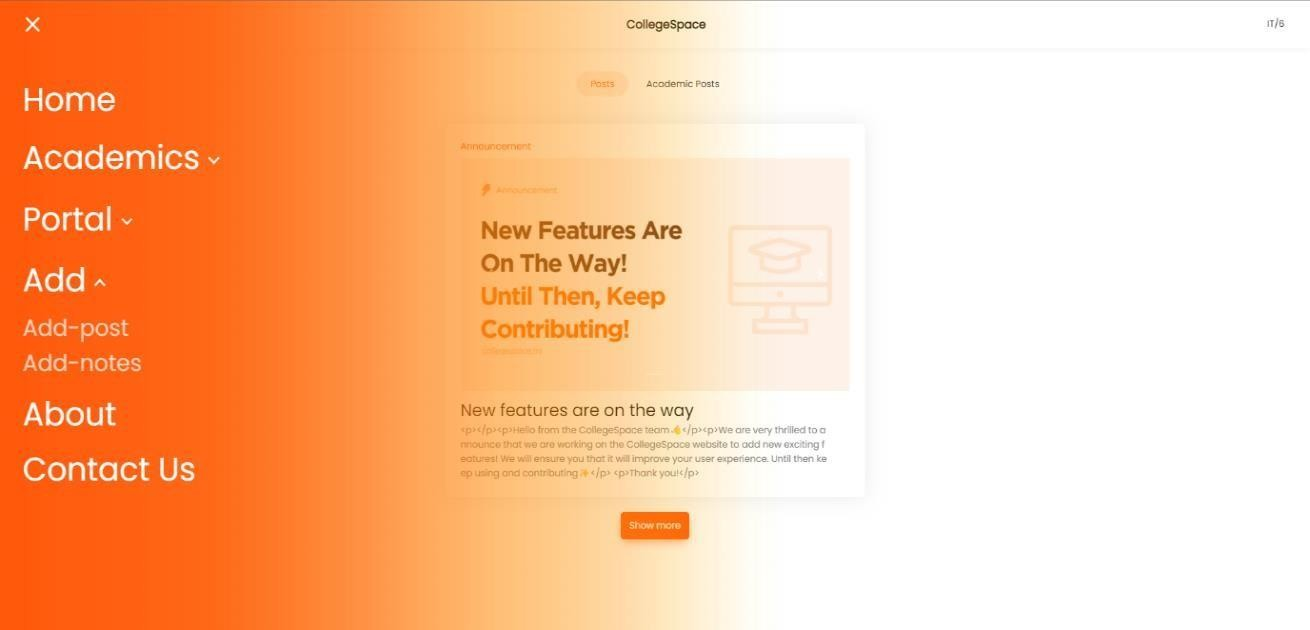 CollegeSpace
IT/6
Home
Academics
Portal
Add
Add-post
Add-notes
About
Contact Us
Posts
Academic Posts
Announcement
Announcement
New Features Are
On The Way!
Until Then, Keep
Contributing!
collegespace.in
New features are on the way
<p></p><p>Hello from the CollegeSpace team🤙</p><p>We are very thrilled to a
nnounce that we are working on the CollegeSpace website to add new exciting f
eatures! We will ensure you that it will improve your user experience. Until then ke
ep using and contributing✨</p> <p>Thank you!</p>
Show more